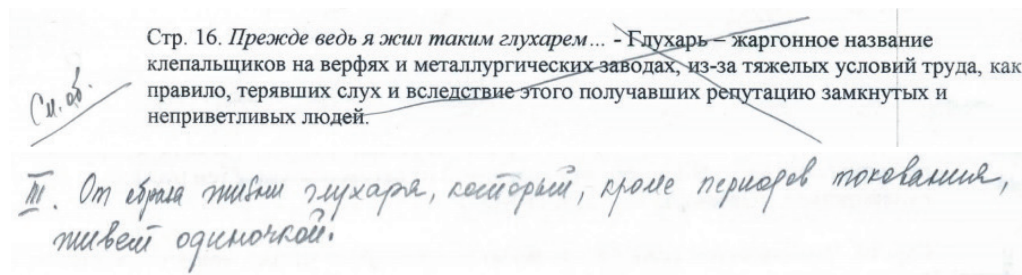 Стр. 16. Прежде ведь я жил таким глухарем... - Глухарь – жаргонное название
клепальщиков на верфях и металлургических заводах, из-за тяжелых условий труда, как
правило, терявших слух и вследствие этого получавших репутацию замкнутых и
неприветливых людей.
См. об.
III. От образа жизни глухаря, который, кроме периодов токования,
живет одиночкой.